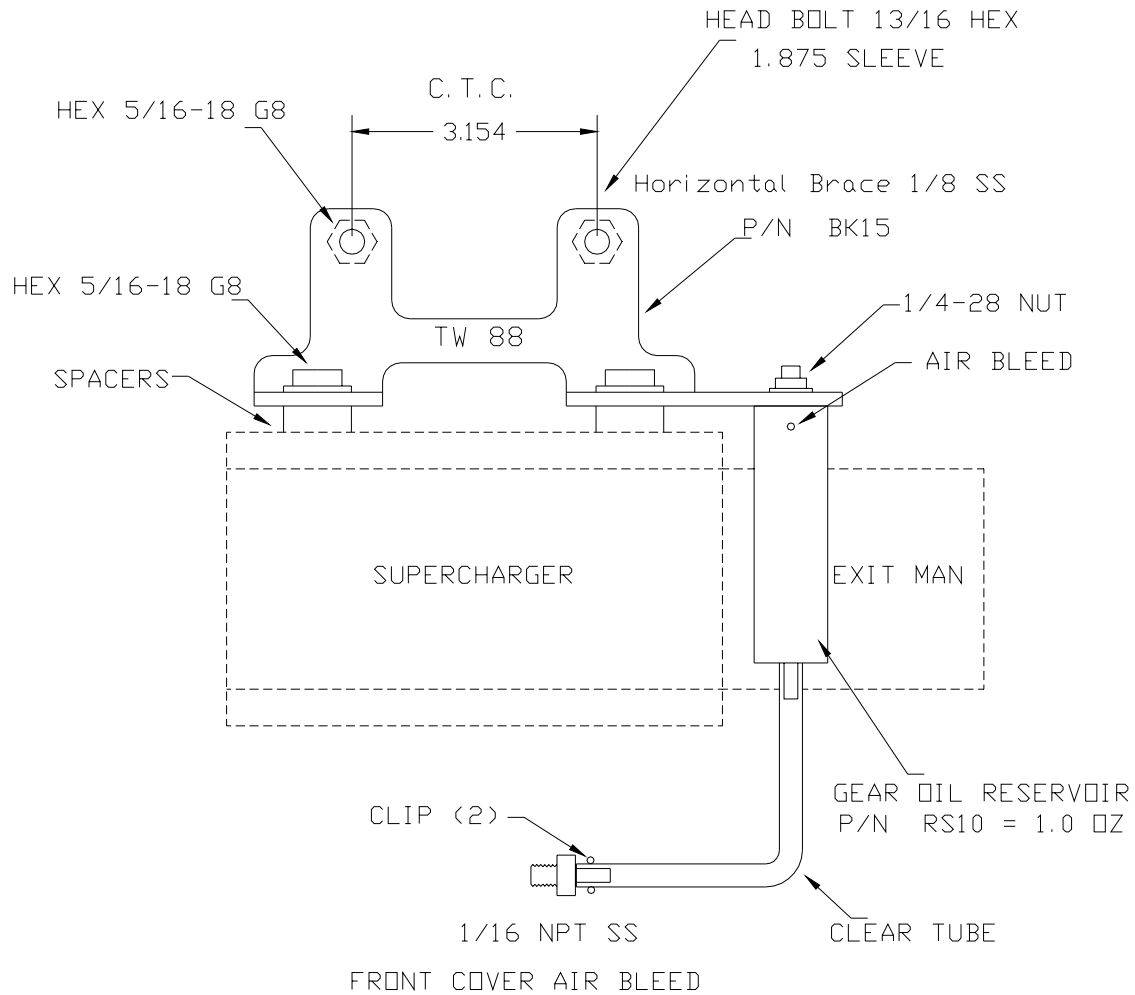 HEAD BOLT 13/16 HEX
1.875 SLEEVE
C.T.C.
HEX 5/16-18 G8
3.154
Horizontal Brace 1/8 SS
P/N BK15
HEX 5/16-18 G8
1/4-28 NUT
TW 88
AIR BLEED
SPACERS
SUPERCHARGER
EXIT MAN
GEAR OIL RESERVOIR
P/N RS10 = 1.0 OZ
CLIP (2)
1/16 NPT SS
CLEAR TUBE
FRONT COVER AIR BLEED